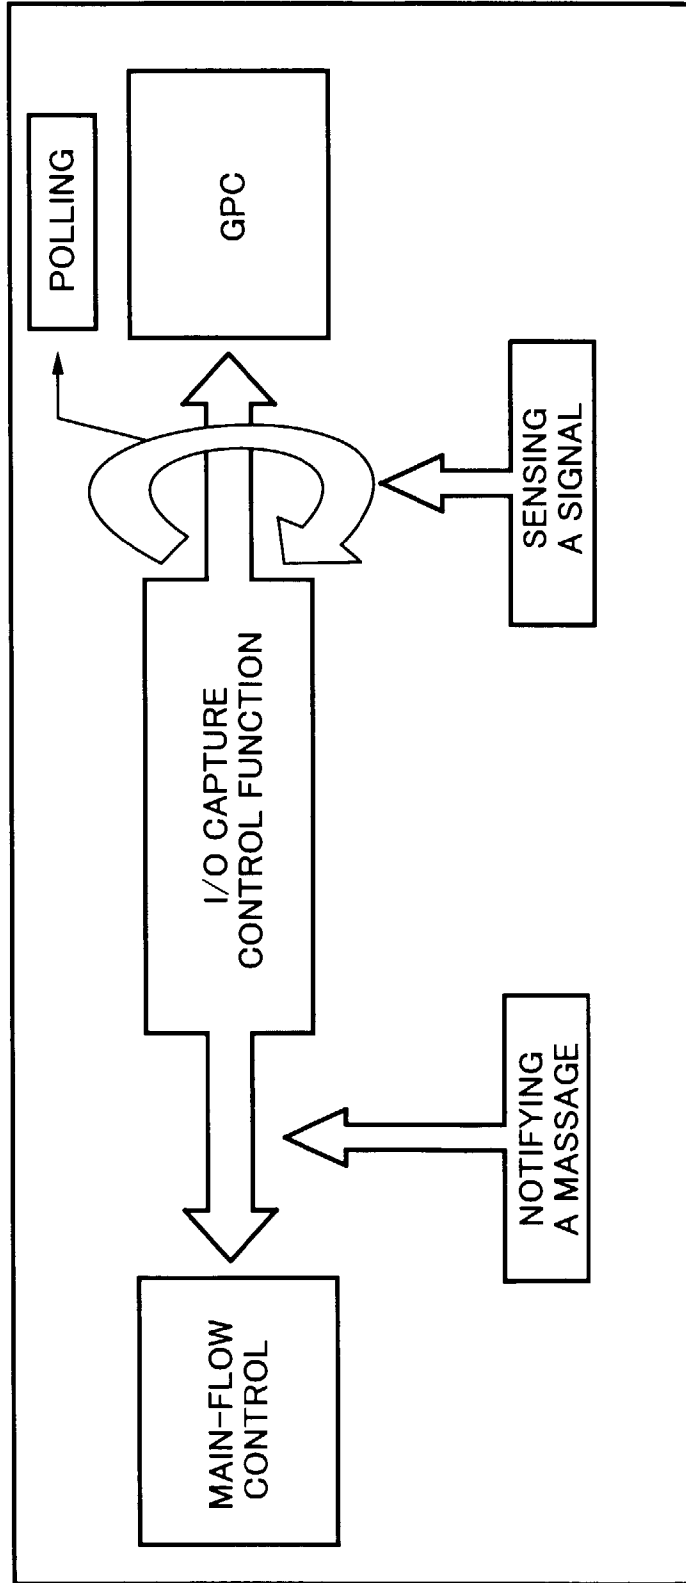 POLLING
MAIN-FLOW
CONTROL
I/O CAPTURE
CONTROL FUNCTION
GPC
NOTIFYING
A MASSAGE
SENSING
A SIGNAL